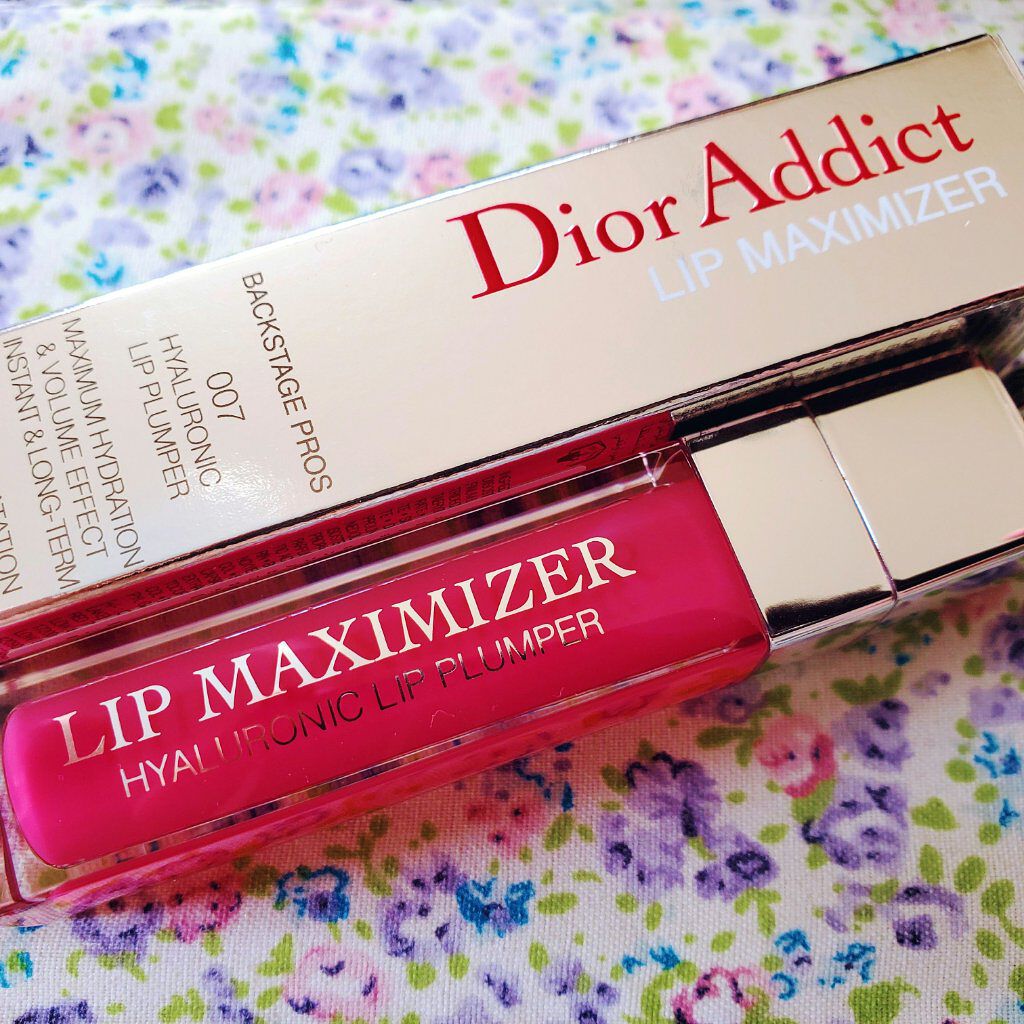 Dior Addict
LIP MAXIMIZER
BACKSTAGE PROS
007
HYALURONIC
LIP PLUMPER
MAXIMUM HYDRATION
& VOLUME EFFECT
INSTANT & LONG-TERM
LIP MAXIMIZER
HYALURONIC LIP PLUMPER